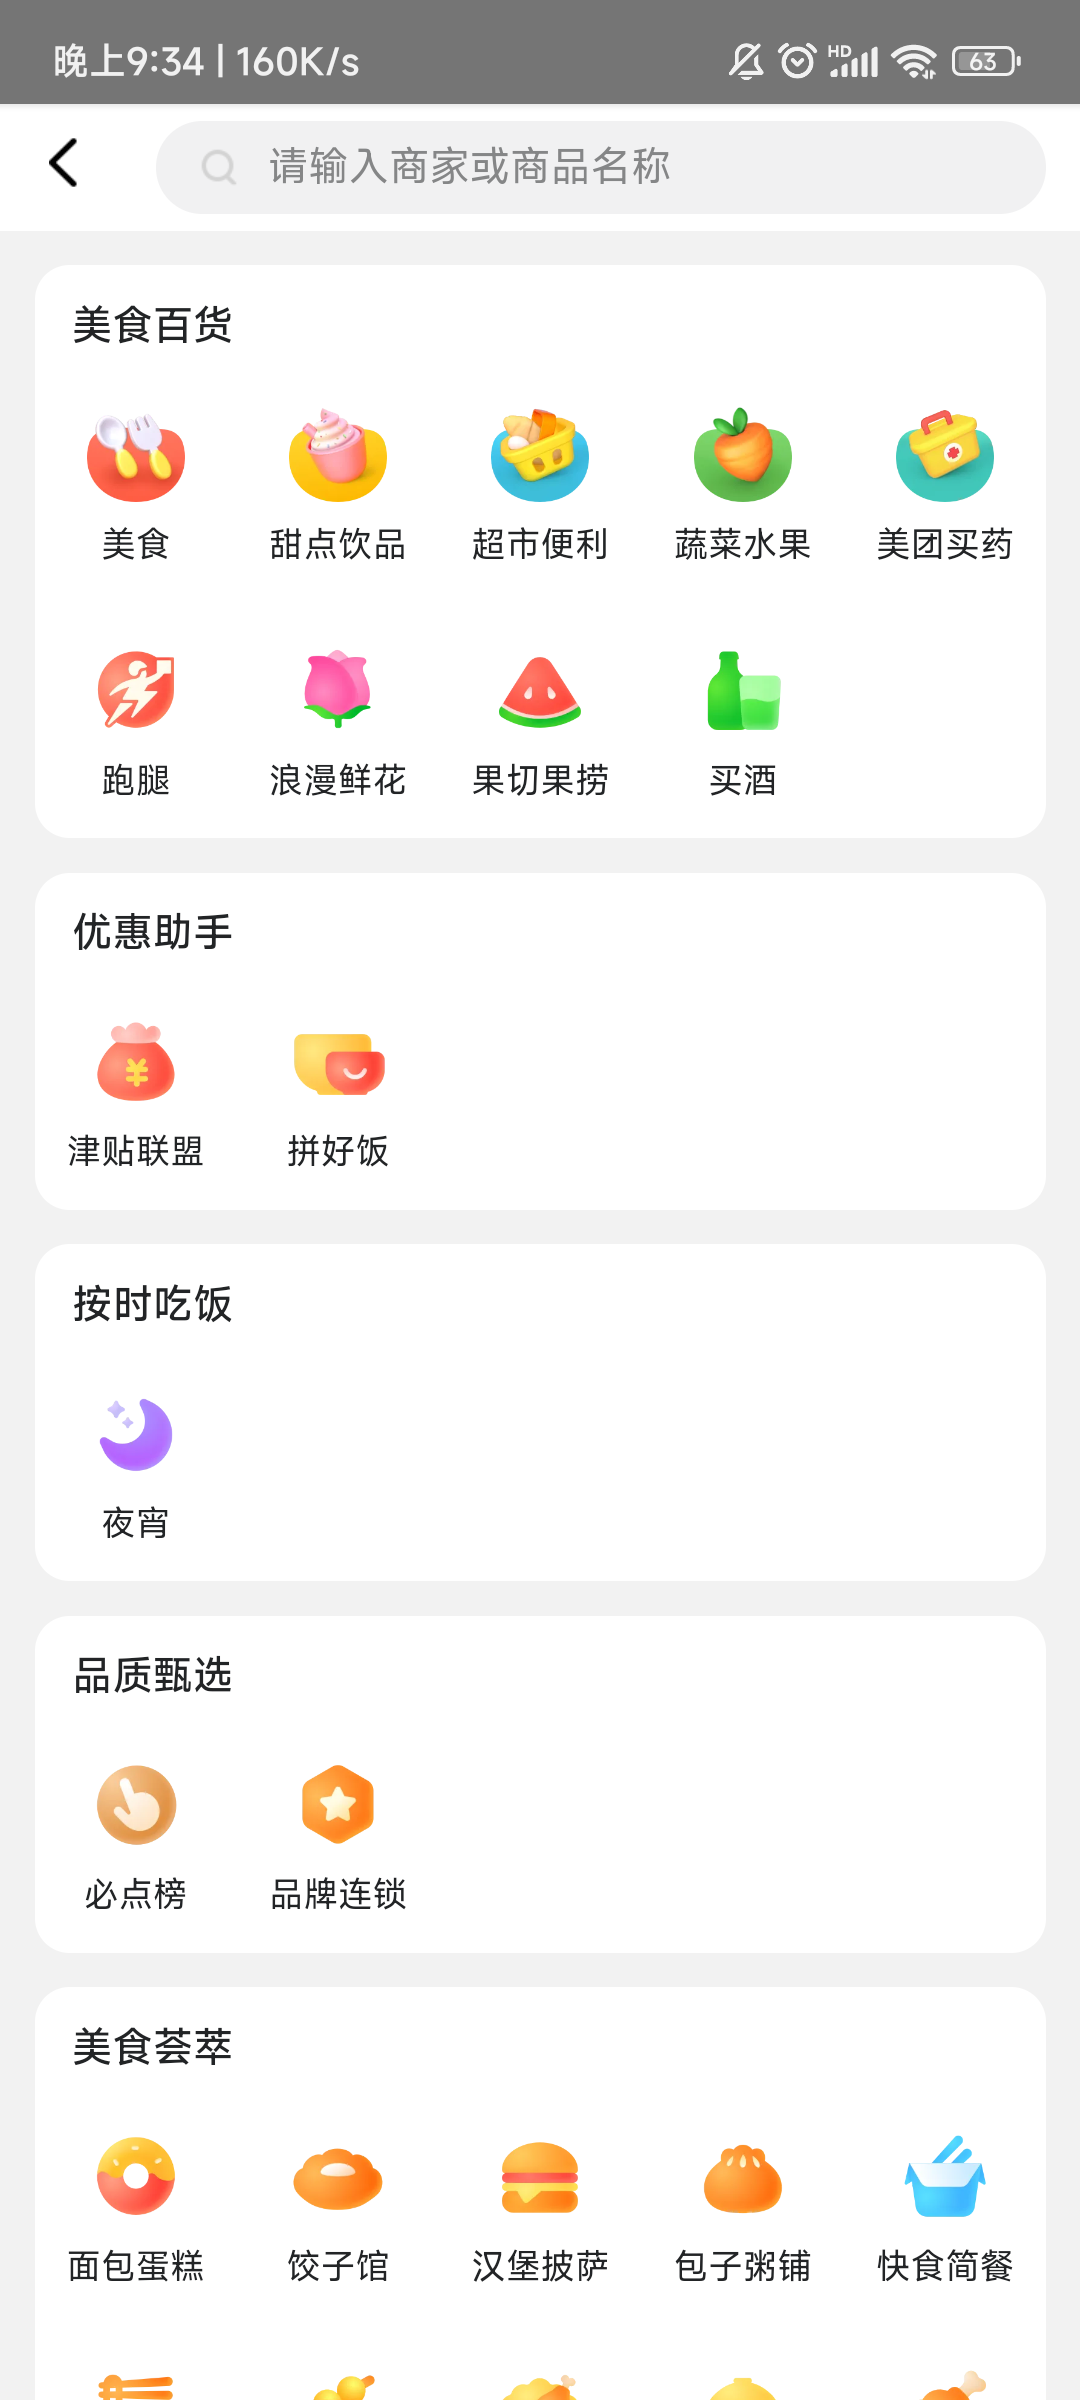 晚上9:34 | 160K/s
HD
63
请输入商家或商品名称
美食百货
美食 甜点饮品 超市便利 蔬菜水果 美团买药
跑腿 浪漫鲜花 果切果捞 买酒
优惠助手
¥
津贴联盟 拼好饭
按时吃饭
夜宵
品质甄选
必点榜 品牌连锁
美食荟萃
面包蛋糕 饺子馆 汉堡披萨 包子粥铺 快食简餐